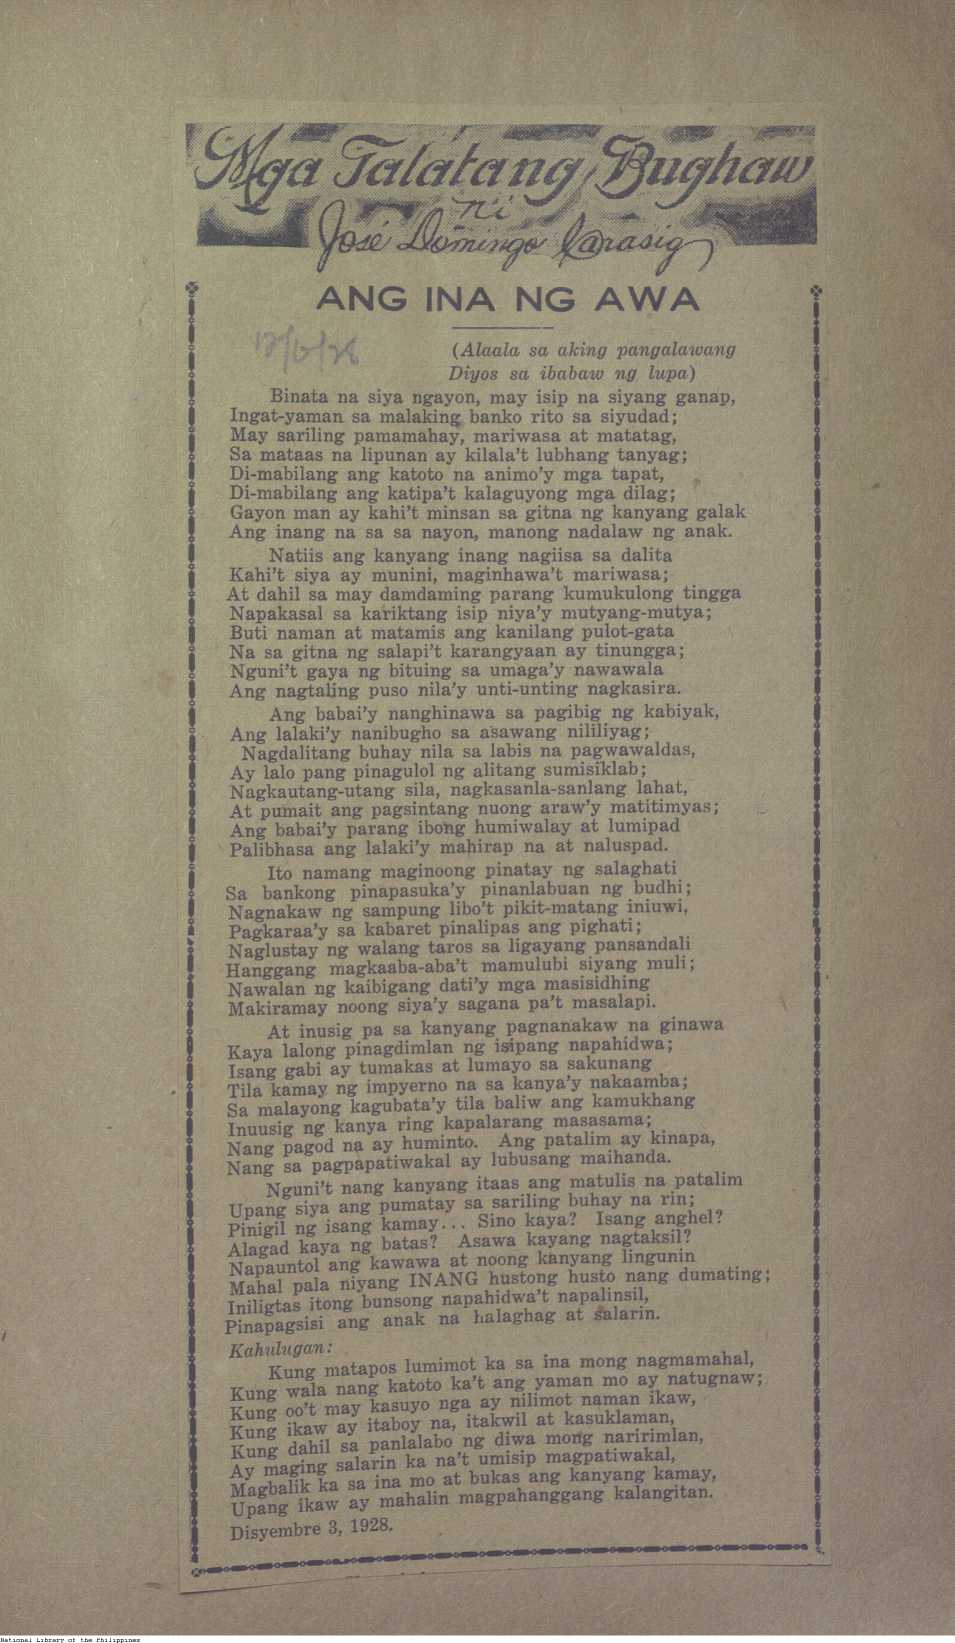 Mga Talatang Bughaw
ni
José Domingo Karasig
ANG INA NG AWA
(Alaala sa aking pangalawang
Diyos sa ibabaw ng lupa)
Binata na siya ngayon, may isip na siyang ganap,
Ingat-yaman sa malaking banko rito sa siyudad;
May sariling pamamahay, mariwasa at matatag,
Sa mataas na lipunan ay kilala't lubhang tanyag;
Di-mabilang ang katoto na animo'y mga tapat,
Di-mabilang ang katipa't kalaguyong mga dilag;
Gayon man ay kahi't minsan sa gitna ng kanyang galak
Ang inang na sa sa nayon, manong nadalaw ng anak.
Natiis ang kanyang inang nagiisa sa dalita
Kahi't siya ay munini, maginhawa't mariwasa;
At dahil sa may damdaming parang kumukulong tingga
Napakasal sa kariktang isip niya'y mutyang-mutya;
Buti naman at matamis ang kanilang pulot-gata
Na sa gitna ng salapi't karangyaan ay tinungga;
Nguni't gaya ng bituing sa umaga'y nawawala
Ang nagtaling puso nila'y unti-unting nagkasira.
Ang babai'y nanghinawa sa pagibig ng kabiyak,
Ang lalaki'y nanibugho sa asawang nililiyag;
Nagdalitang buhay nila sa labis na pagwawaldas,
Ay lalo pang pinagulol ng alitang sumisiklab;
Nagkautang-utang sila, nagkasanla-sanlang lahat,
At pumait ang pagsintang nuong araw'y matitimyas;
Ang babai'y parang ibong humiwalay at lumipad
Palibhasa ang lalaki'y mahirap na at naluspad.
Ito namang maginoong pinatay ng salaghati
Sa bankong pinapasuka'y pinanlabuan ng budhi;
Nagnakaw ng sampung libo't pikit-matang iniuwi,
Pagkaraa'y sa kabaret pinalipas ang pighati;
Naglustay ng walang taros sa ligayang pansandali
Hanggang magkaaba-aba't mamulubi siyang muli;
Nawalan ng kaibigang dati'y mga masisidhing
Makiramay noong siya'y sagana pa't masalapi.
At inusig pa sa kanyang pagnanakaw na ginawa
Kaya lalong pinagdimlan ng isipang napahidwa;
Isang gabi ay tumakas at lumayo sa sakunang
Tila kamay ng impyerno na sa kanya'y nakaamba;
Sa malayong kagubata'y tila baliw ang kamukhang
Inuusig ng kanya ring kapalarang masasama;
Nang pagod na ay huminto. Ang patalim ay kinapa,
Nang sa pagpapatiwakal ay lubusang maihanda.
Nguni't nang kanyang itaas ang matulis na patalim
Upang siya ang pumatay sa sariling buhay na rin;
Pinigil ng isang kamay... Sino kaya? Isang anghel?
Alagad kaya ng batas? Asawa kayang nagtaksil?
Napauntol ang kawawa at noong kanyang lingunin
Mahal pala niyang INANG hustong husto nang dumating;
Iniligtas itong bunsong napahidwa't napalinsil,
Pinapagsisi ang anak na halaghag at salarin.
Kahulugan:
Kung matapos lumimot ka sa ina mong nagmamahal,
Kung wala nang katoto ka't ang yaman mo ay natugnaw;
Kung oo't may kasuyo nga ay nilimot naman ikaw,
Kung ikaw ay itaboy na, itakwil at kasuklaman,
Kung dahil sa panlalabo ng diwa mong naririmlan,
Ay maging salarin ka na't umisip magpatiwakal,
Magbalik ka sa ina mo at bukas ang kanyang kamay,
Upang ikaw ay mahalin magpahanggang kalangitan.
Disyembre 3, 1928.
National Library of the Philippines